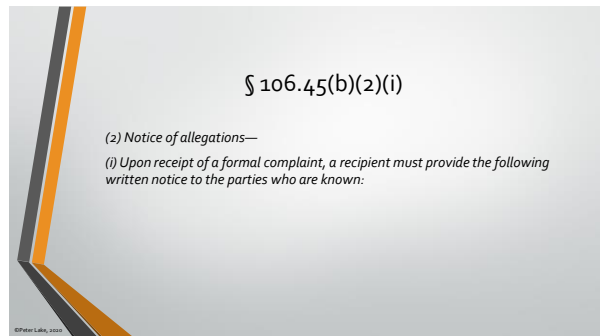 § 106.45(b)(2)(i)
(2) Notice of allegations—
(i) Upon receipt of a formal complaint, a recipient must provide the following
written notice to the parties who are known:
©Peter Lake, 2020